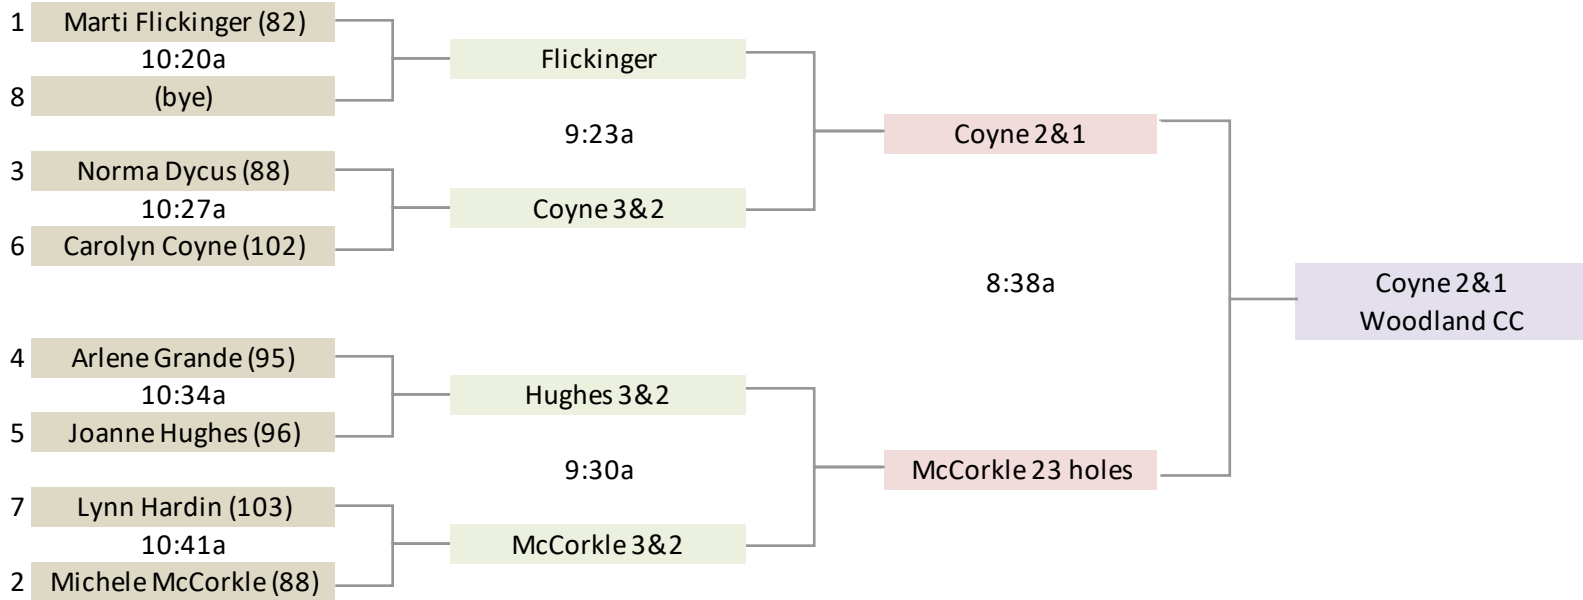 1 Marti Flickinger (82)
10:20a
8 (bye)
3 Norma Dycus (88)
10:27a
6 Carolyn Coyne (102)
4 Arlene Grande (95)
10:34a
5 Joanne Hughes (96)
7 Lynn Hardin (103)
10:41a
2 Michele McCorkle (88)
Flickinger
9:23a
Coyne 3&2
Hughes 3&2
9:30a
McCorkle 3&2
Coyne 2&1
8:38a
McCorkle 23 holes
Coyne 2&1
Woodland CC